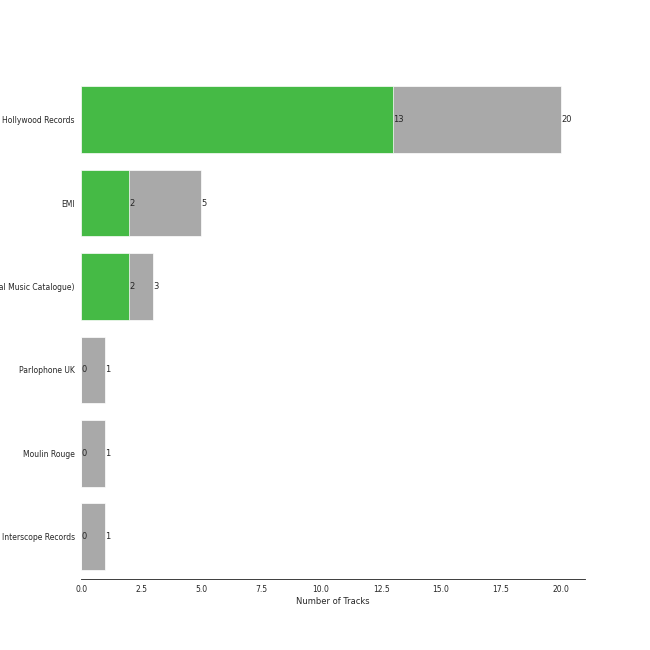 Hollywood Records 13 20
EMI 2 5
al Music Catalogue) 2 3
Parlophone UK 0 1
Moulin Rouge 0 1
Interscope Records 0 1
0.0 2.5 5.0 7.5 10.0 12.5 15.0 17.5 20.0
Number of Tracks